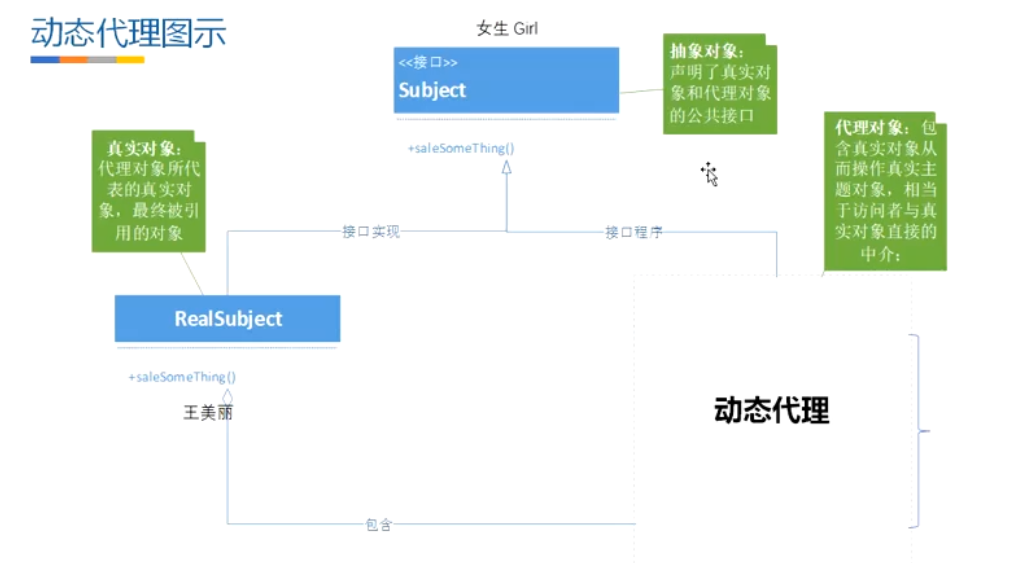 动态代理图示
女生 Girl
<<接口>>
Subject
+saleSomeThing()
抽象对象：
声明了真实对
象和代理对象
的公共接口
代理对象：包
含真实对象从
而操作真实主
题对象，相当
于访问者与真
实对象直接的
中介；
真实对象：
代理对象所代
表的真实对
象，最终被引
用的对象
接口实现
接口程序
RealSubject
+saleSomeThing()
王美丽
动态代理
包含